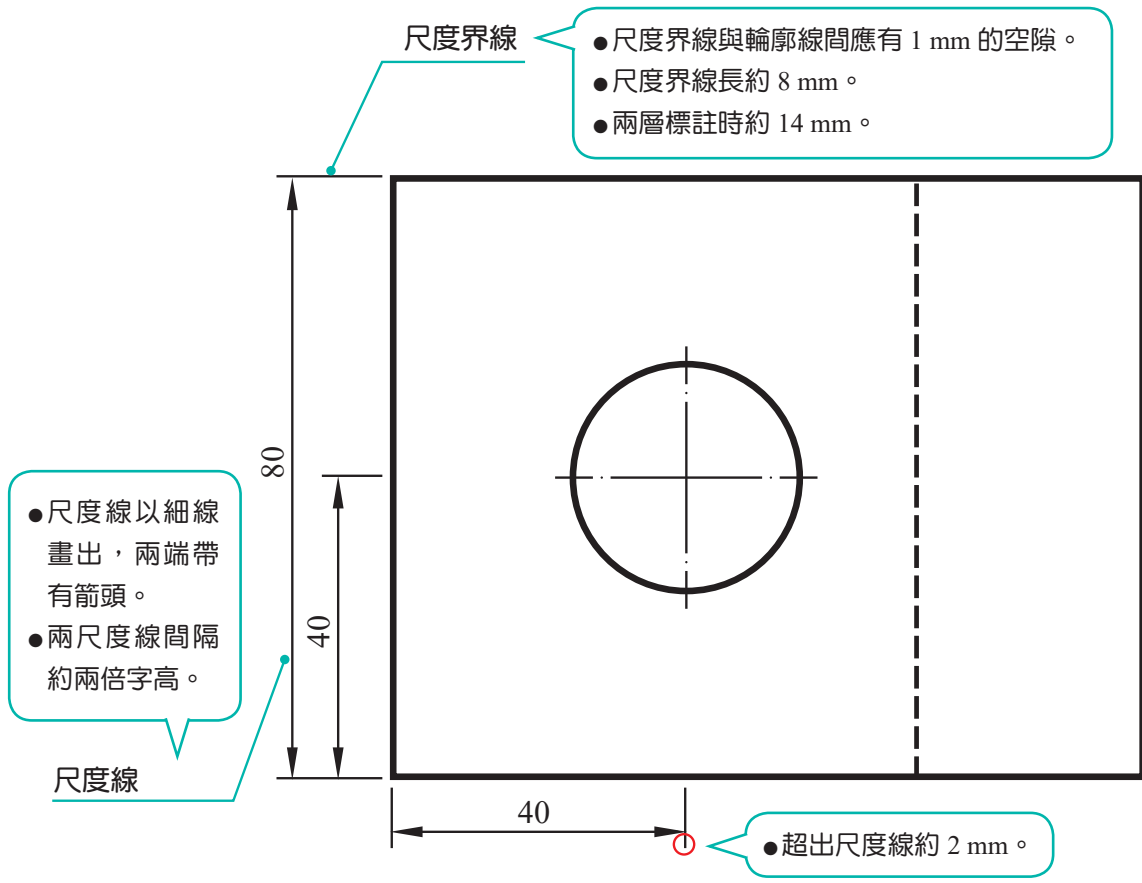 尺度界線
●尺度界線與輪廓線間應有 1 mm 的空隙。
●尺度界線長約 8 mm。
●兩層標註時約 14 mm。
80
●尺度線以細線
畫出,兩端帶
有箭頭。
●兩尺度線間隔
約兩倍字高。
40
尺度線
40
●超出尺度線約 2 mm。